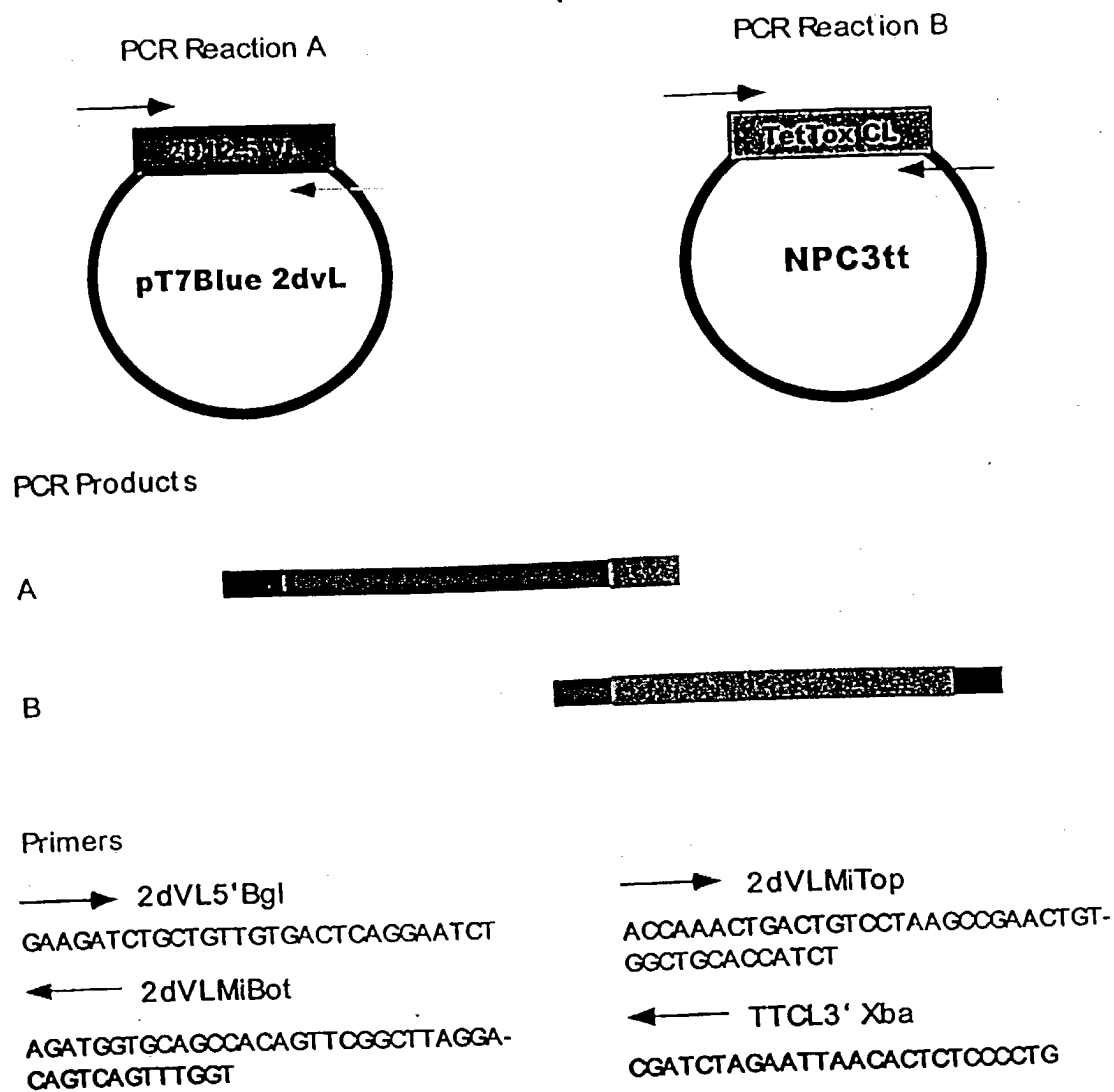 PCR Reaction A
PCR Reaction B
2D12-5 VL
TetTox CL
pT7Blue 2dvL
NPC3tt
PCR Products
A
B
Primers
2dVL5'Bgl
GAAGATCTGCTGTTGTGACTCAGGAATCT
2dVLMiBot
AGATGGTGCAGCCACAGTTCGGCTTAGGA-
CAGTCAGTTTGGT
2dVLMiTop
ACCAAACTGACTGTCCTAAGCCGAACTGT-
GGCTGCACCATCT
TTCL3' Xba
CGATCTAGAATTAACACTCTCCCCTG